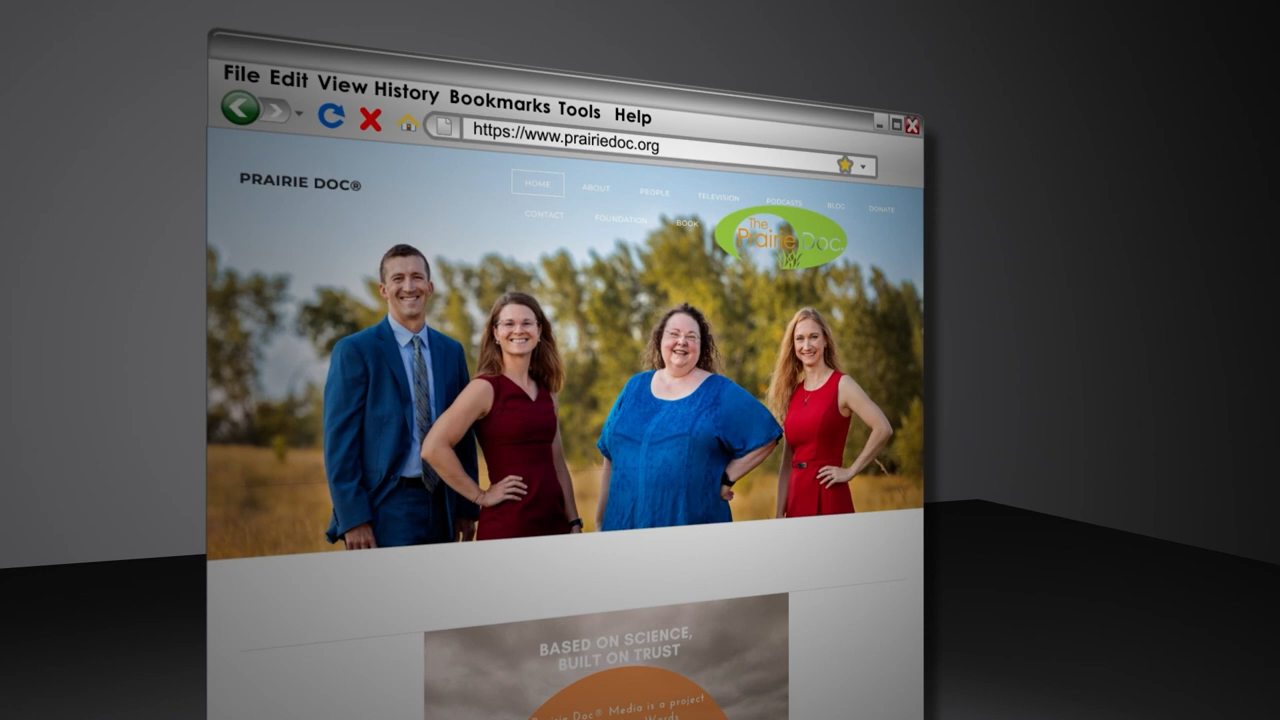 File Edit View History Bookmarks Tools Help
https://www.prairiedoc.org
PRAIRIE DOC®
HOME ABOUT PEOPLE TELEVISION PODCASTS BLOG DONATE
CONTACT FOUNDATION BOOK
The
Prairie Doc®
BASED ON SCIENCE,
BUILT ON TRUST
Prairie Doc® Media is a project
Words